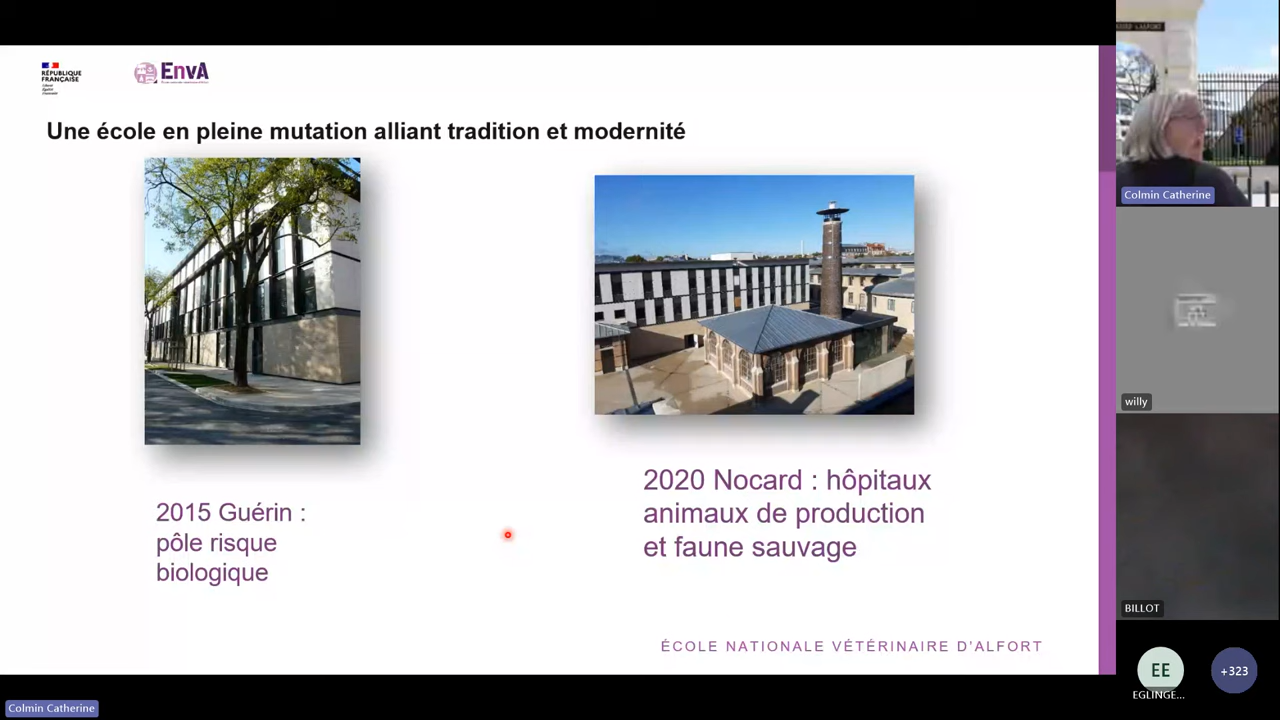 RÉPUBLIQUE
FRANÇAISE
Liberté
Égalité
Fraternité
EnvA
Une école en pleine mutation alliant tradition et modernité
2015 Guérin :
pôle risque
biologique
2020 Nocard : hôpitaux
animaux de production
et faune sauvage
ÉCOLE NATIONALE VÉTÉRINAIRE D'ALFORT
Colmin Catherine
Colmin Catherine
willy
BILLOT
EE
EGLINGE...
+323